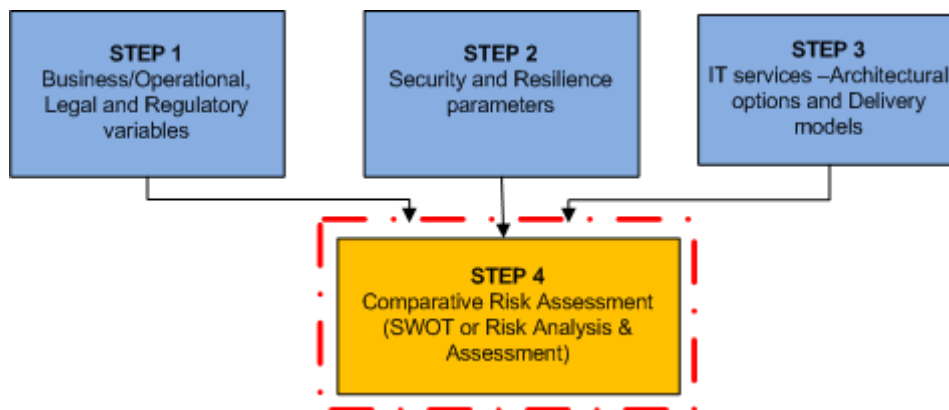 STEP 1
Business/Operational,
Legal and Regulatory
variables
STEP 2
Security and Resilience
parameters
STEP 3
IT services –Architectural
options and Delivery
models
STEP 4
Comparative Risk Assessment
(SWOT or Risk Analysis &
Assessment)